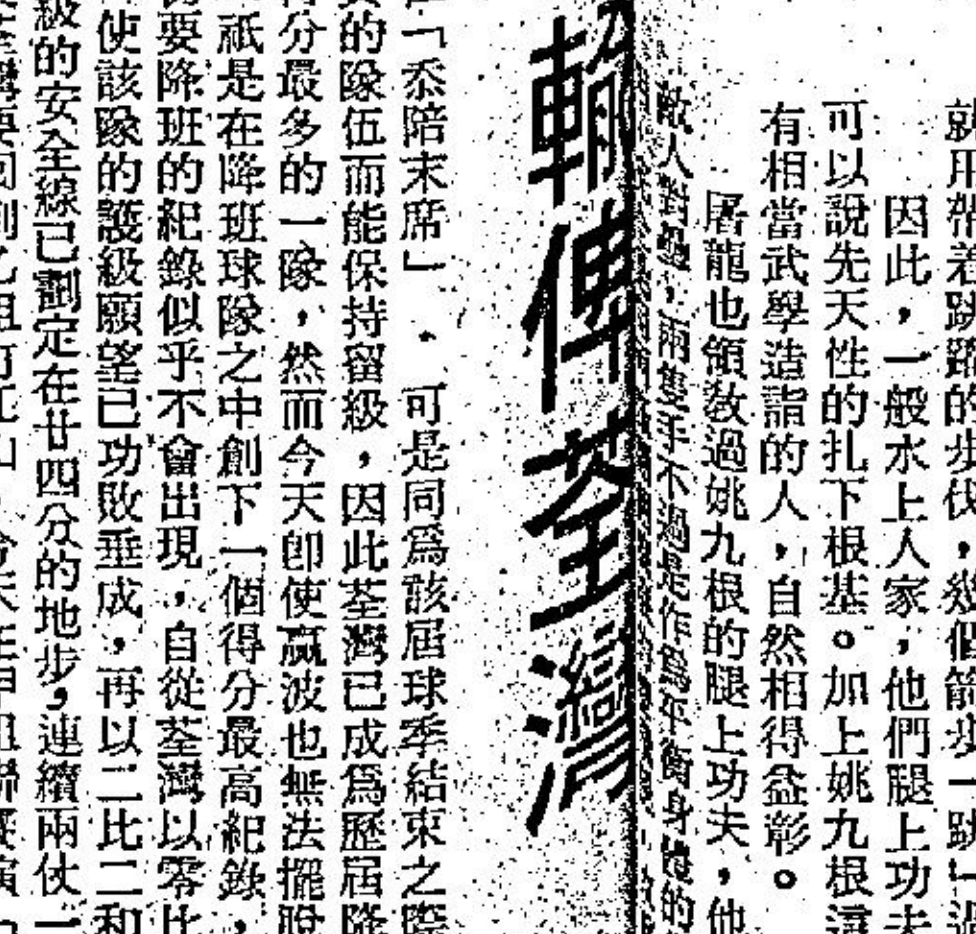 就用帶着跳躍的步伐，幾個箭步一跳一過
因此，一般水上人家，他們腿上功夫
可以說先天性的扎下根基。加上姚九根這
有相當武學造詣的人，自然相得益彰。
屠龍也領敎過姚九根的腿上功夫，他
敵人對，兩隻手不過是作爲平衡身體的
荃灣
「忝陪末席」．可是同爲該屆球季結束之際
的隊伍而能保持留級，因此荃灣已成爲歷屆降
分最多的一隊，然而今天卽使贏波也無法擺脫
祇是在降班球隊之中創下一個得分最高紀錄，
要降班的紀錄似乎不會出現，自從荃灣以零比
使該隊的護級願望已功敗垂成，再以二比二和
級的安全線已劃定在廿四分的地步，連續兩仗一